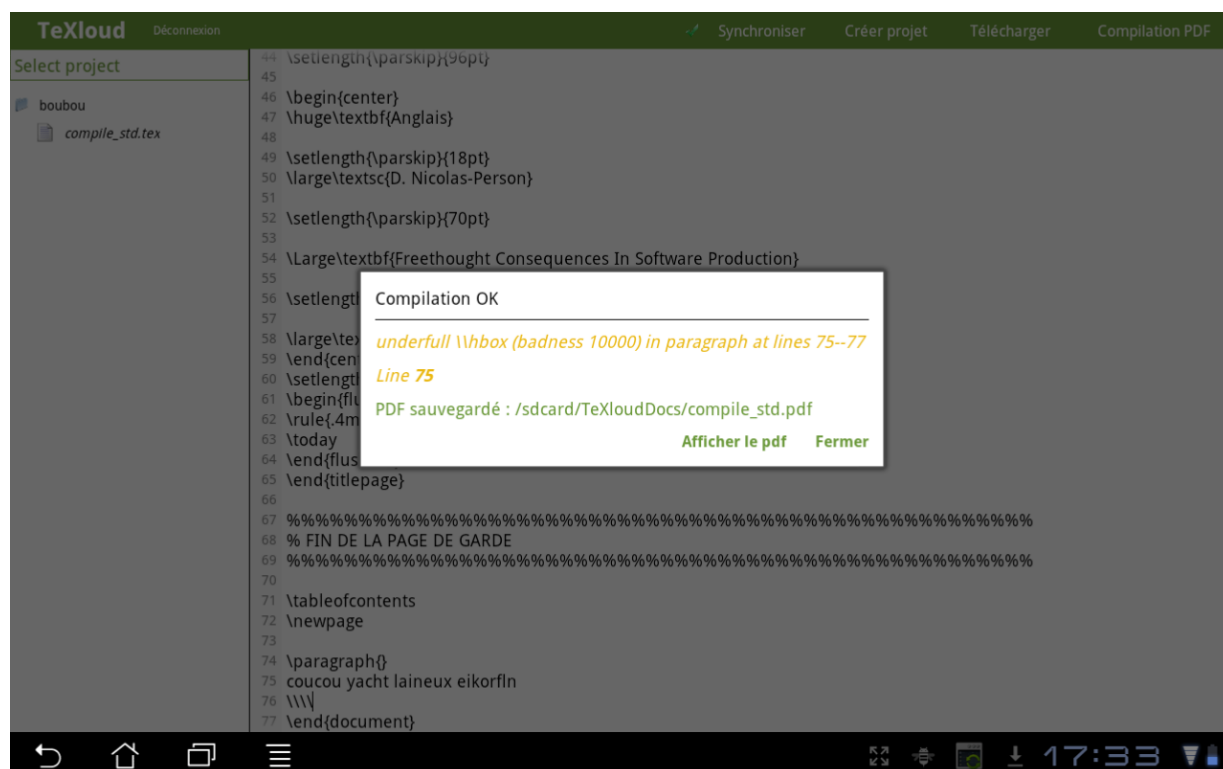 TeXloud Déconnexion Synchroniser Créer projet Télécharger Compilation PDF
Select project
boubou
compile_std.tex
44 \setlength{\parskip}{96pt}
45
46 \begin{center}
47 \huge\textbf{Anglais}
48
49 \setlength{\parskip}{18pt}
50 \large\textsc{D. Nicolas-Person}
51
52 \setlength{\parskip}{70pt}
53
54 \Large\textbf{Freethought Consequences In Software Production}
55
56 \setlengt
57
58 \large\te
59 \end{cen
60 \setlengt
61 \begin{flu
62 \rule{.4m
63 \today
64 \end{flus
65 \end{titlepage}
66
67 %%%%%%%%%%%%%%%%%%%%%%%%%%%%%%%%%%%%%%%%%%%%%%%%%%%%
68 % FIN DE LA PAGE DE GARDE
69 %%%%%%%%%%%%%%%%%%%%%%%%%%%%%%%%%%%%%%%%%%%%%%%%%%%%
70
71 \tableofcontents
72 \newpage
73
74 \paragraph{}
75 coucou yacht laineux eikorfln
76 \\\\
77 \end{document}
Compilation OK
underfull \\hbox (badness 10000) in paragraph at lines 75--77
Line 75
PDF sauvegardé : /sdcard/TeXloudDocs/compile_std.pdf
Afficher le pdf Fermer
17:33